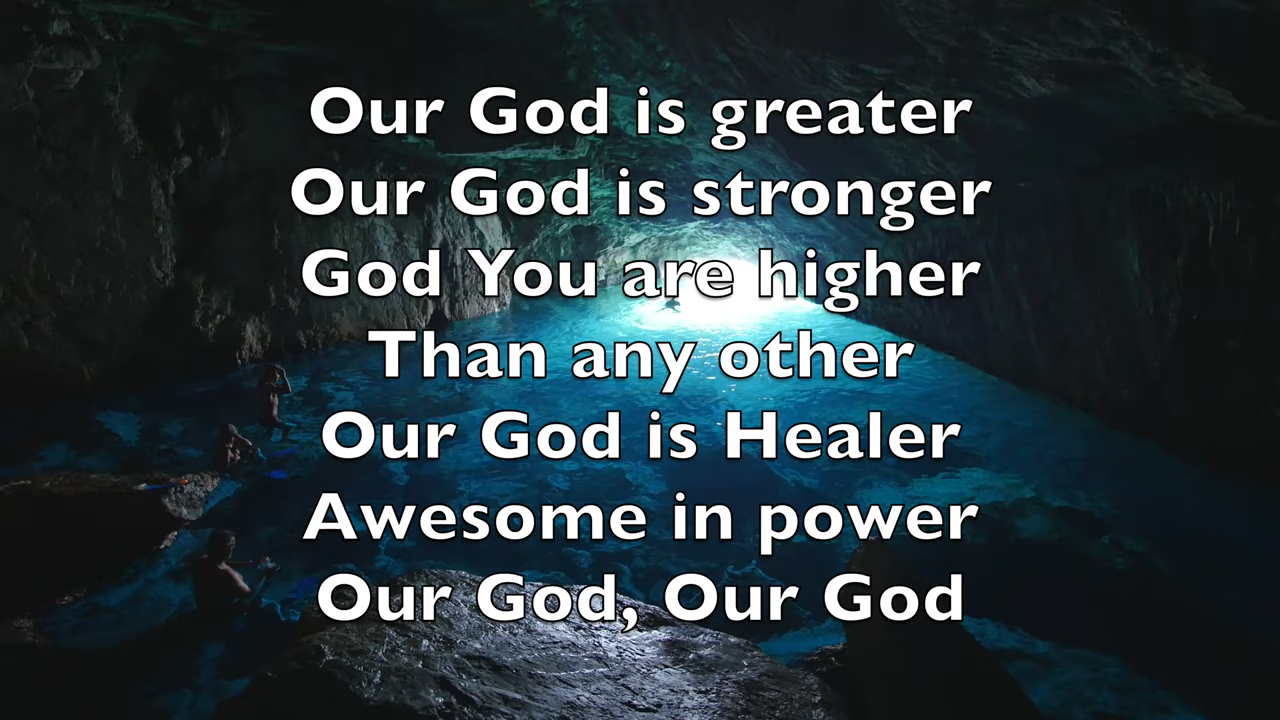 Our God is greater
Our God is stronger
God You are higher
Than any other
Our God is Healer
Awesome in power
Our God, Our God